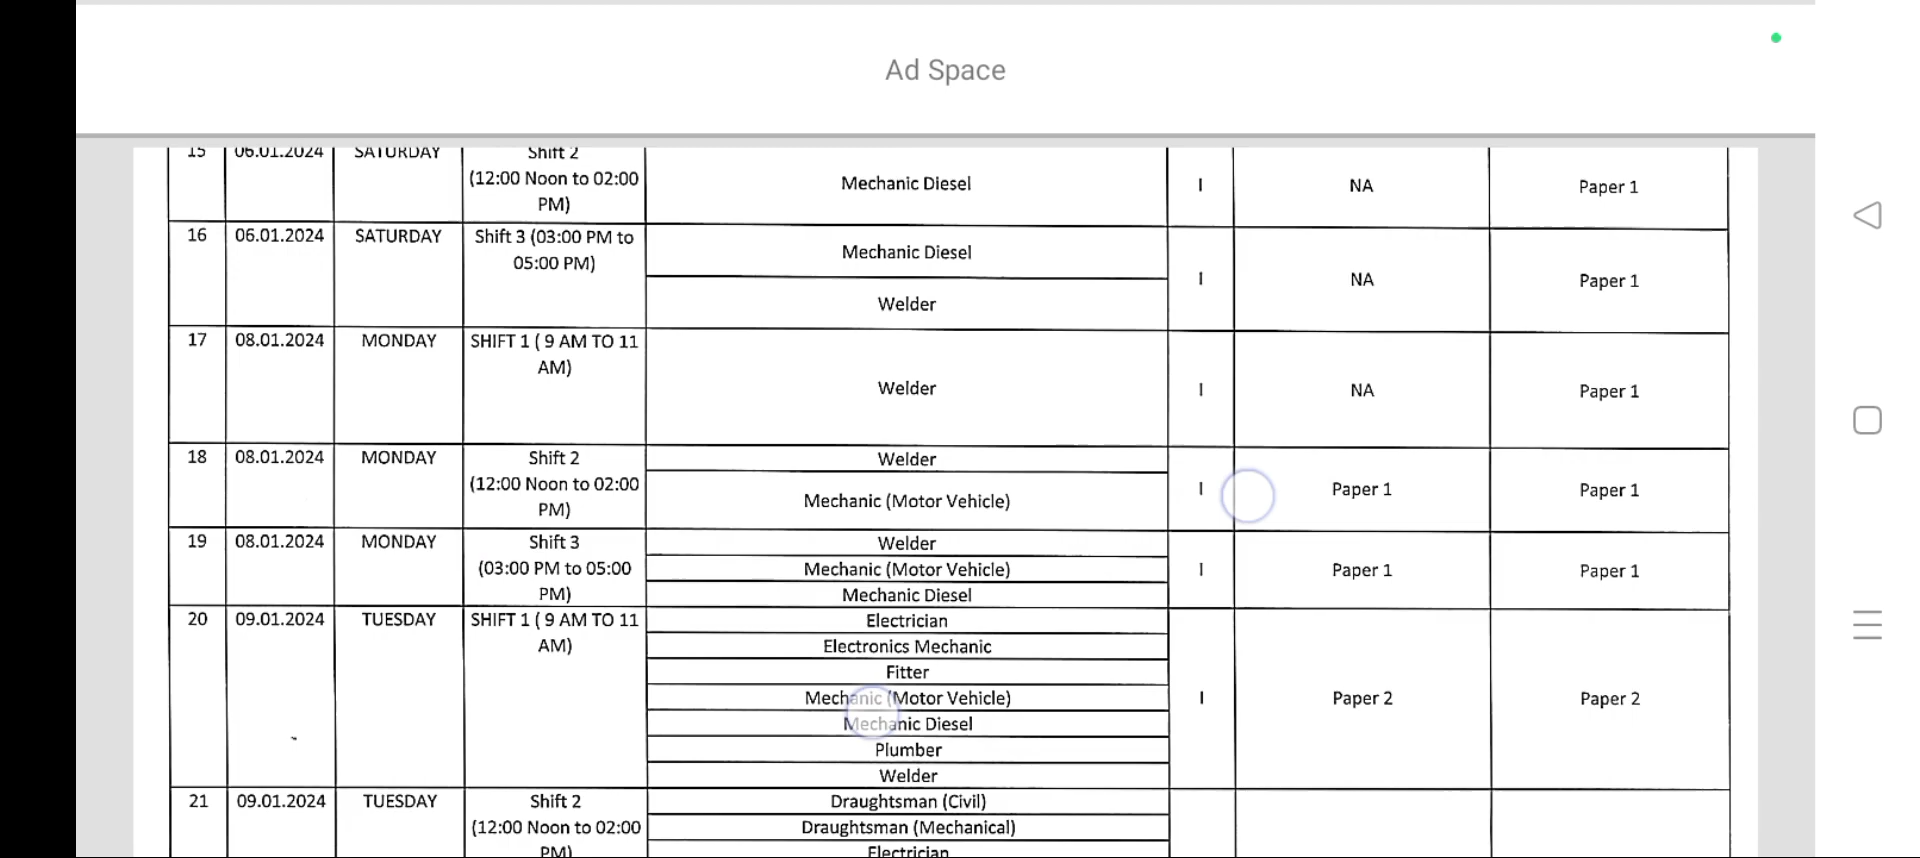 Ad Space
15 06.01.2024 SATURDAY Shift 2
(12:00 Noon to 02:00
PM)
Mechanic Diesel I NA Paper 1
16 06.01.2024 SATURDAY Shift 3 (03:00 PM to
05:00 PM)
Mechanic Diesel
Welder
I NA Paper 1
17 08.01.2024 MONDAY SHIFT 1 ( 9 AM TO 11
AM)
Welder I NA Paper 1
18 08.01.2024 MONDAY Shift 2
(12:00 Noon to 02:00
PM)
Welder
Mechanic (Motor Vehicle)
I Paper 1 Paper 1
19 08.01.2024 MONDAY Shift 3
(03:00 PM to 05:00
PM)
Welder
Mechanic (Motor Vehicle)
Mechanic Diesel
I Paper 1 Paper 1
20 09.01.2024 TUESDAY SHIFT 1 ( 9 AM TO 11
AM)
Electrician
Electronics Mechanic
Fitter
Mechanic (Motor Vehicle)
Mechanic Diesel
Plumber
Welder
I Paper 2 Paper 2
21 09.01.2024 TUESDAY Shift 2
(12:00 Noon to 02:00
PM)
Draughtsman (Civil)
Draughtsman (Mechanical)
Electrician